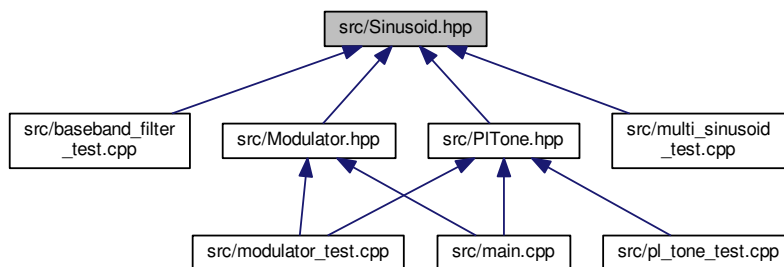 src/Sinusoid.hpp
src/baseband_filter
_test.cpp
src/Modulator.hpp
src/PlTone.hpp
src/multi_sinusoid
_test.cpp
src/modulator_test.cpp
src/main.cpp
src/pl_tone_test.cpp